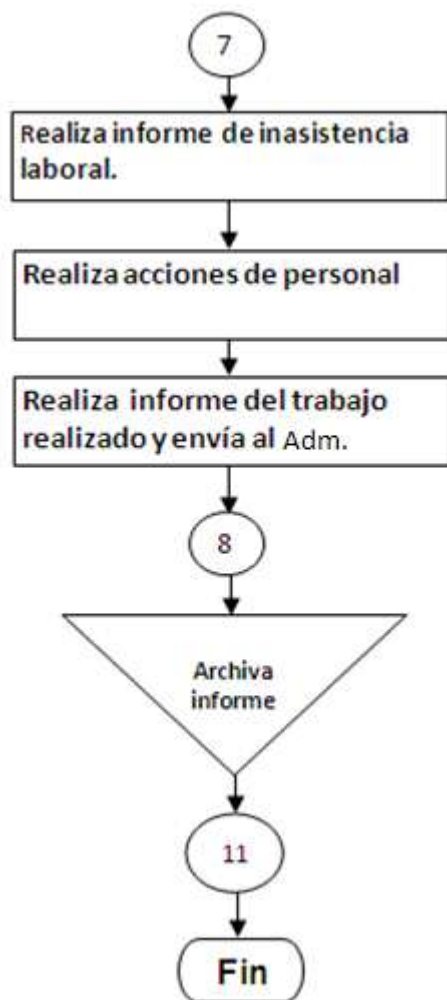 7
Realiza informe de inasistencia
laboral.
Realiza acciones de personal
Realiza informe del trabajo
realizado y envía al Adm.
8
Archiva
informe
11
Fin